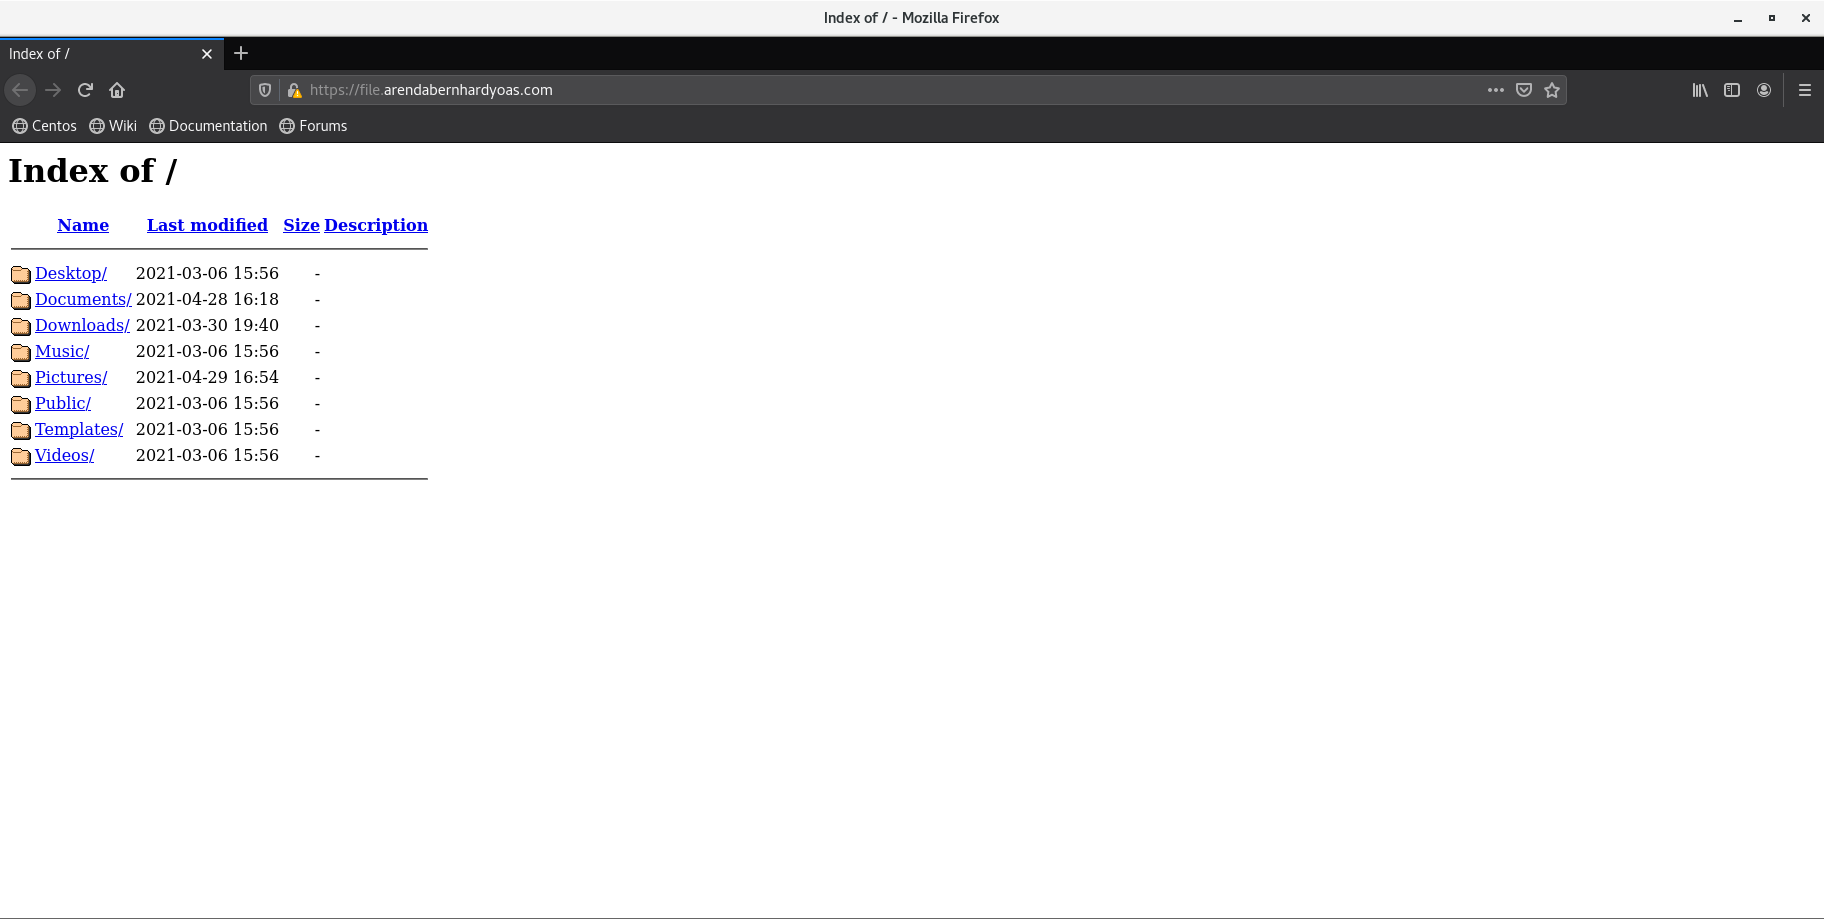 Index of / - Mozilla Firefox
Index of /
https://file.arendabernhardyoas.com
Centos Wiki Documentation Forums
Index of /
Name Last modified Size Description
Desktop/ 2021-03-06 15:56 -
Documents/ 2021-04-28 16:18 -
Downloads/ 2021-03-30 19:40 -
Music/ 2021-03-06 15:56 -
Pictures/ 2021-04-29 16:54 -
Public/ 2021-03-06 15:56 -
Templates/ 2021-03-06 15:56 -
Videos/ 2021-03-06 15:56 -